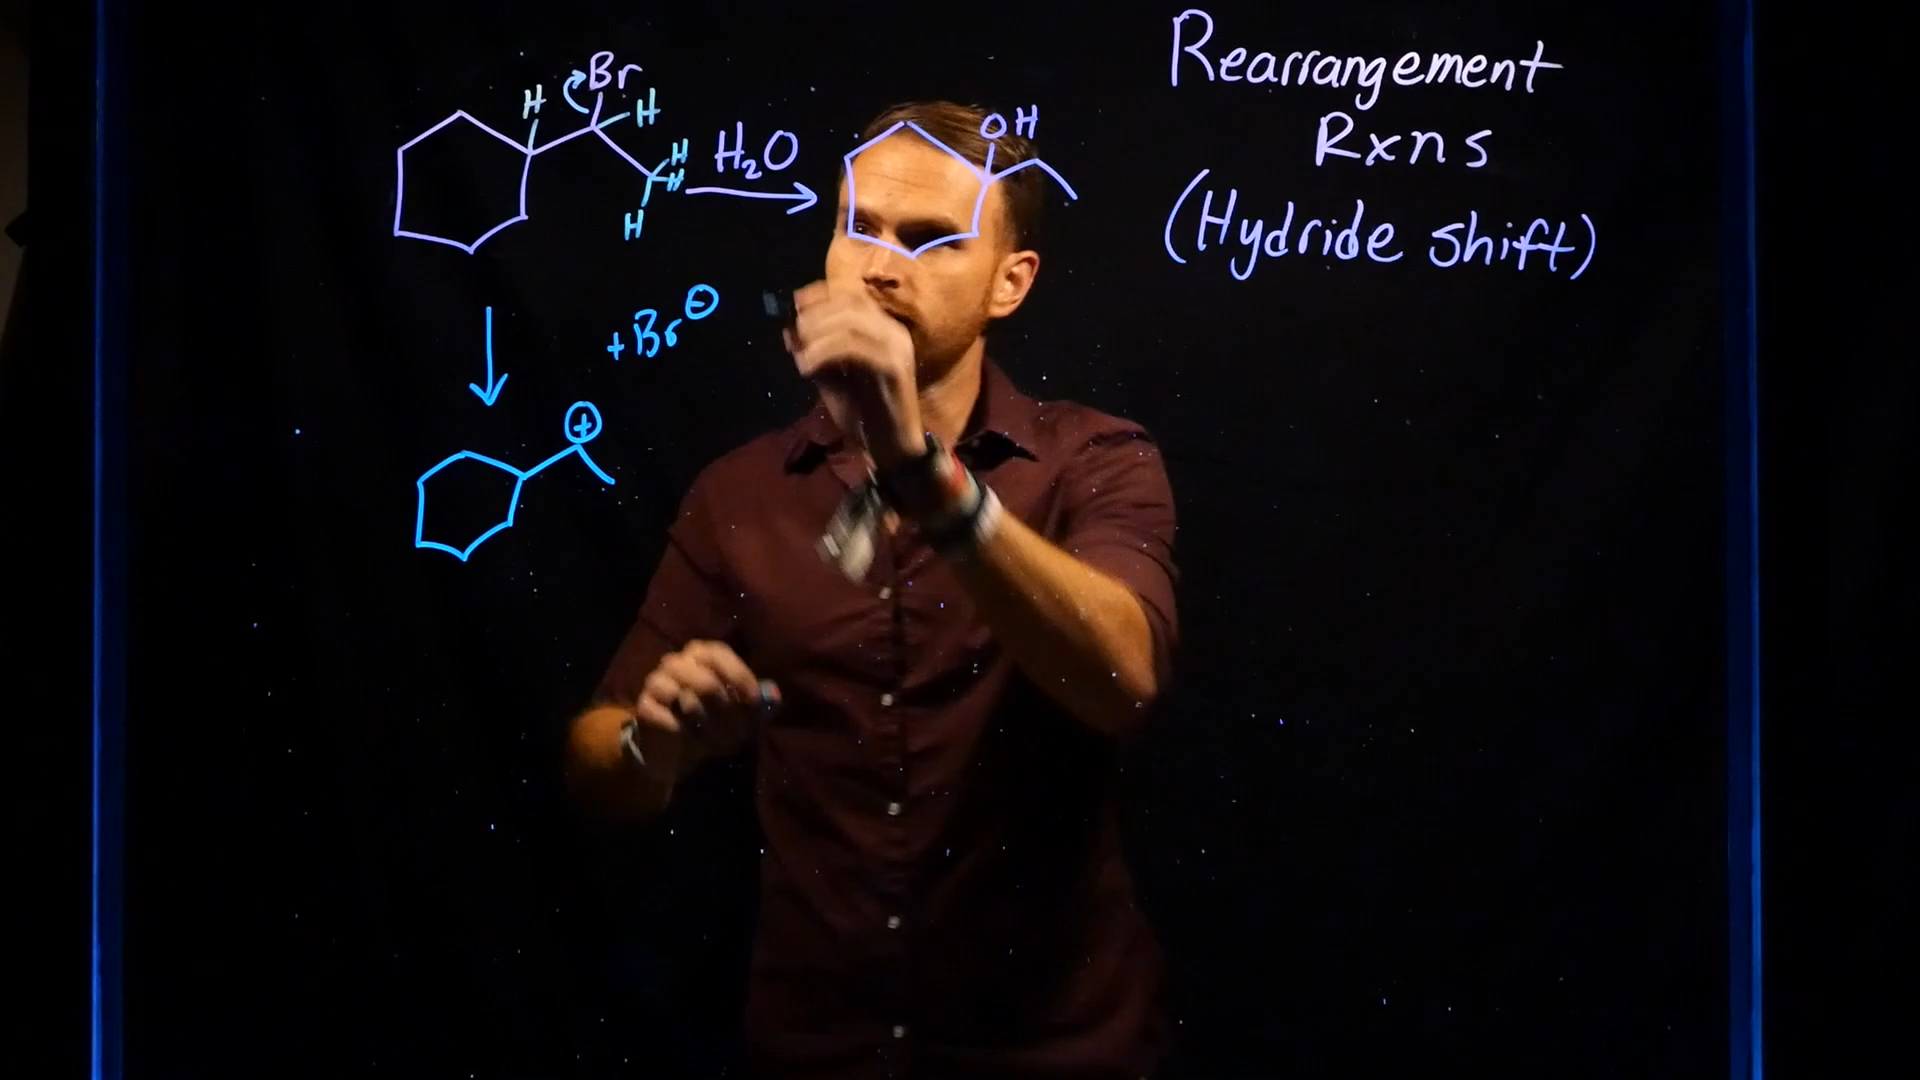 Rearrangement
Rxns
(Hydride shift)
Br
H
H
H
H
H
H₂O
OH
+Br⊖
⊕